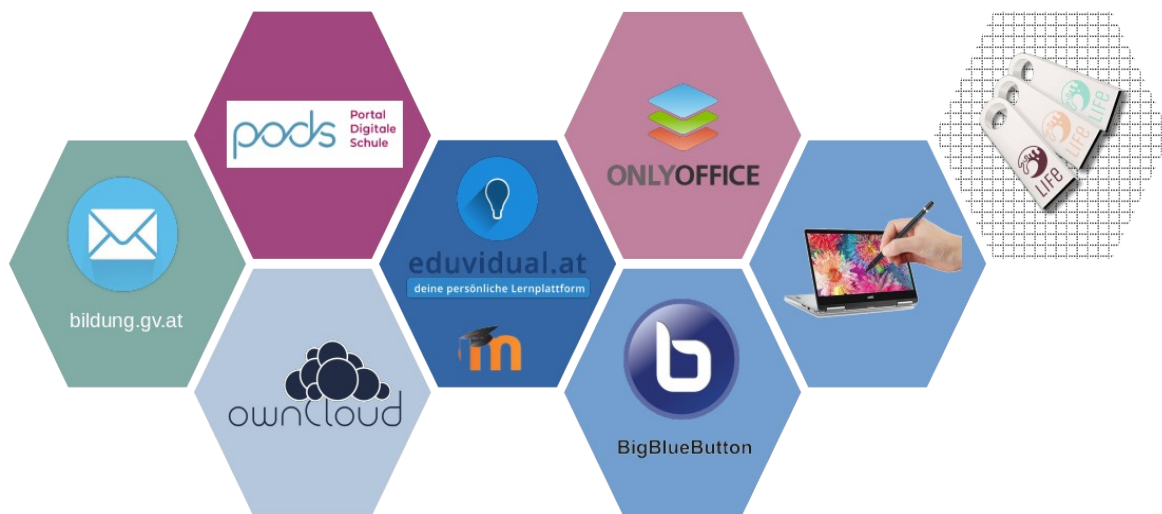 pods
Portal
Digitale
Schule
ONLYOFFICE
LIFE
LIFE
LIFE
eduvidual.at
deine persönliche Lernplattform
m
bildung.gv.at
ownCloud
b
BigBlueButton